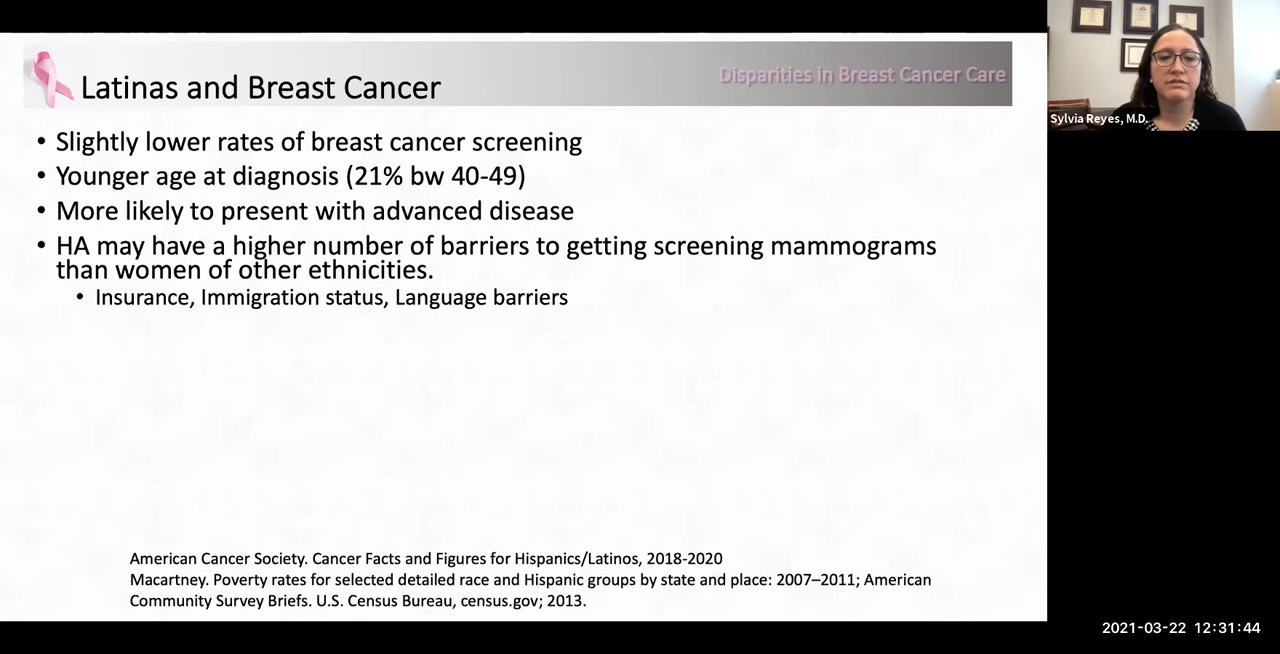 Disparities in Breast Cancer Care
Latinas and Breast Cancer
• Slightly lower rates of breast cancer screening
• Younger age at diagnosis (21% bw 40-49)
• More likely to present with advanced disease
• HA may have a higher number of barriers to getting screening mammograms
than women of other ethnicities.
• Insurance, Immigration status, Language barriers
American Cancer Society. Cancer Facts and Figures for Hispanics/Latinos, 2018-2020
Macartney. Poverty rates for selected detailed race and Hispanic groups by state and place: 2007–2011; American
Community Survey Briefs. U.S. Census Bureau, census.gov; 2013.
Sylvia Reyes, M.D.
2021-03-22 12:31:44